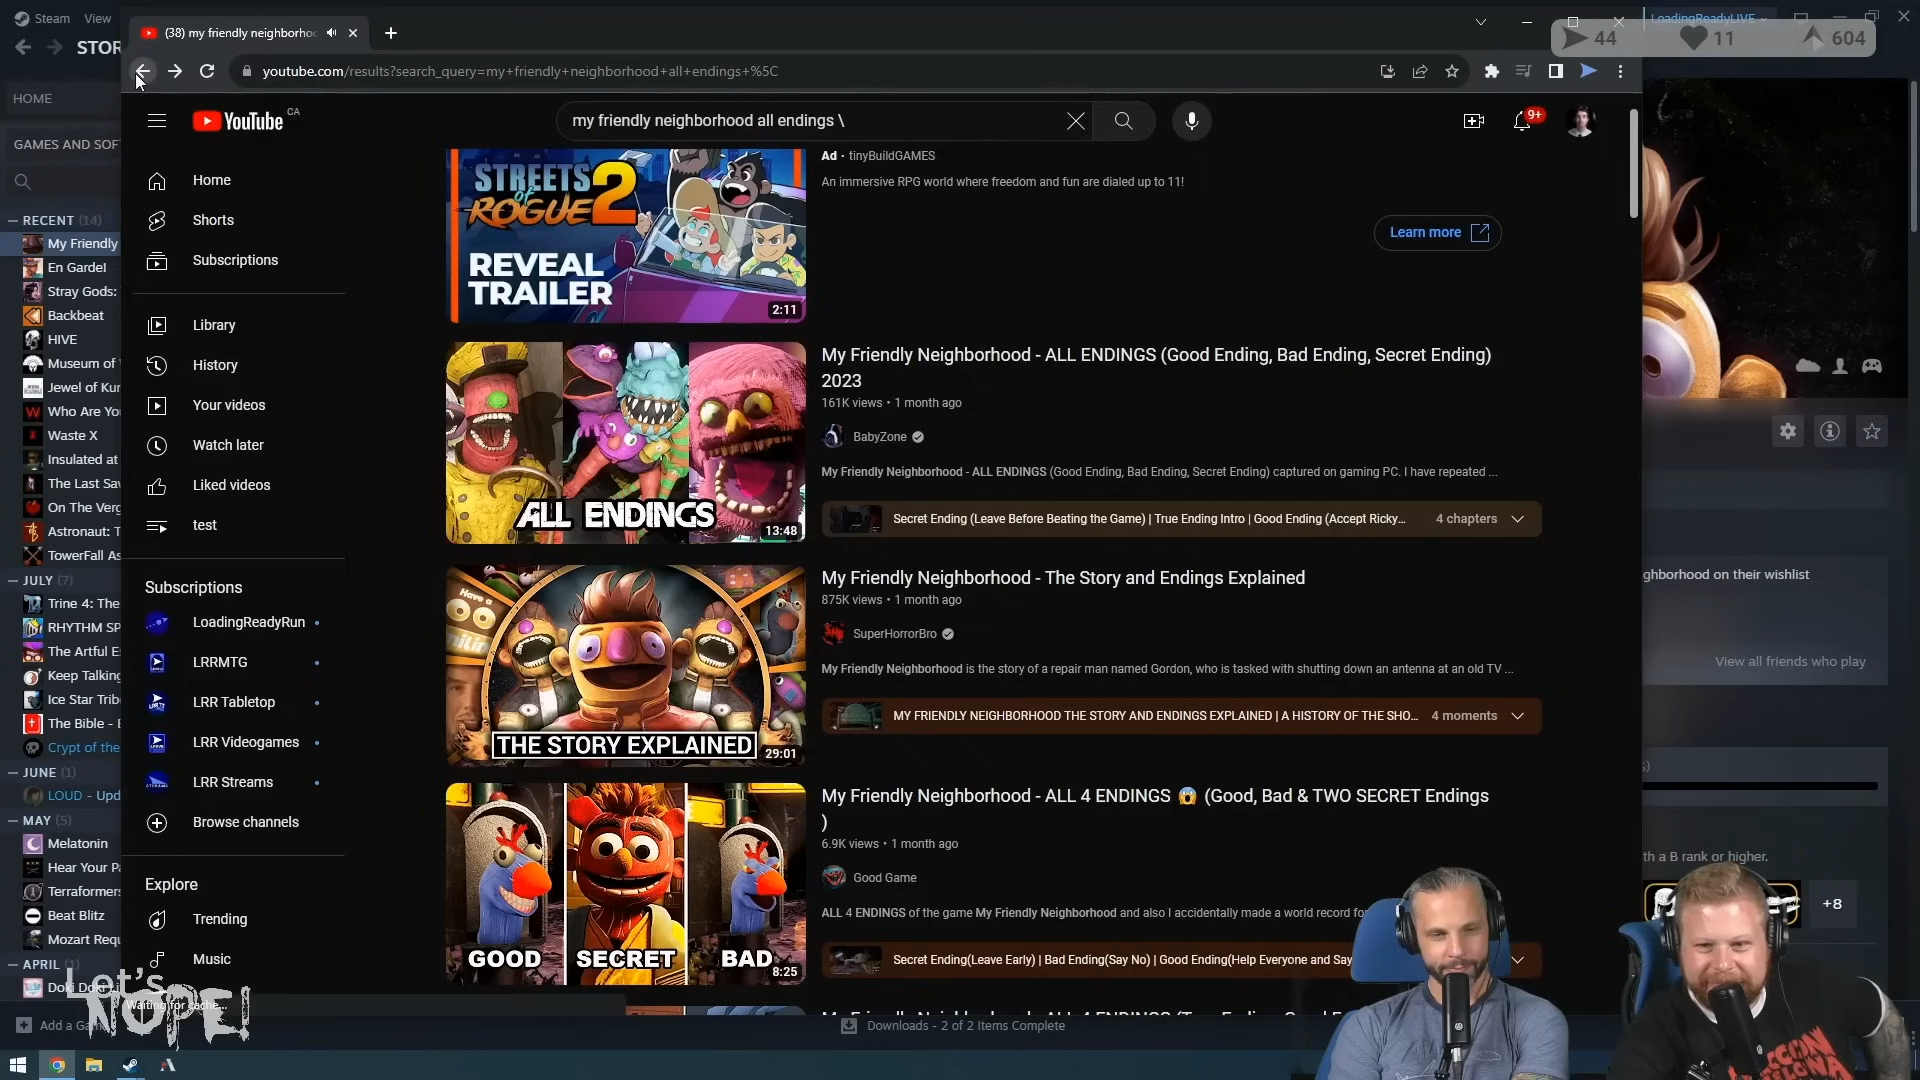 Steam View
STOR
(38) my friendly neighborho
LoadingReadyLIVE
44 11 604
youtube.com/results?search_query=my+friendly+neighborhood+all+endings+%5C
YouTube CA
my friendly neighborhood all endings \
9+
HOME
GAMES AND SOF
RECENT (14)
My Friendly
En Garde!
Stray Gods:
Backbeat
HIVE
Museum of
Jewel of Kur
Who Are Yo
Waste X
Insulated at
The Last Sav
On The Verg
Astronaut: T
TowerFall As
JULY (7)
Trine 4: The
RHYTHM SP
The Artful E
Keep Talking
Ice Star Trib
The Bible - E
Crypt of the
JUNE (1)
LOUD - Upd
MAY (5)
Melatonin
Hear Your Pa
Terraformers
Beat Blitz
Mozart Requ
APRIL (1)
Doki Doki
Add a Gam
Home
Shorts
Subscriptions
Library
History
Your videos
Watch later
Liked videos
test
Subscriptions
LoadingReadyRun
LRRMTG
LRR Tabletop
LRR Videogames
LRR Streams
Browse channels
Explore
Trending
Music
STREETS
of
ROGUE 2
REVEAL
TRAILER
2:11
Ad · tinyBuildGAMES
An immersive RPG world where freedom and fun are dialed up to 11!
Learn more
ALL ENDINGS
13:48
My Friendly Neighborhood - ALL ENDINGS (Good Ending, Bad Ending, Secret Ending)
2023
161K views • 1 month ago
BabyZone
My Friendly Neighborhood - ALL ENDINGS (Good Ending, Bad Ending, Secret Ending) captured on gaming PC. I have repeated ...
Secret Ending (Leave Before Beating the Game) | True Ending Intro | Good Ending (Accept Ricky... 4 chapters
Have a
THE STORY EXPLAINED
29:01
My Friendly Neighborhood - The Story and Endings Explained
875K views • 1 month ago
SuperHorrorBro
My Friendly Neighborhood is the story of a repair man named Gordon, who is tasked with shutting down an antenna at an old TV ...
MY FRIENDLY NEIGHBORHOOD THE STORY AND ENDINGS EXPLAINED | A HISTORY OF THE SHO... 4 moments
GOOD SECRET BAD
8:25
My Friendly Neighborhood - ALL 4 ENDINGS 😱 (Good, Bad & TWO SECRET Endings
)
6.9K views • 1 month ago
Good Game
ALL 4 ENDINGS of the game My Friendly Neighborhood and also I accidentally made a world record fo
Secret Ending(Leave Early) | Bad Ending(Say No) | Good Ending(Help Everyone and Say
ghborhood on their wishlist
View all friends who play
th a B rank or higher.
+8
Let's
NOPE!
Waiting for cache...
Downloads - 2 of 2 Items Complete